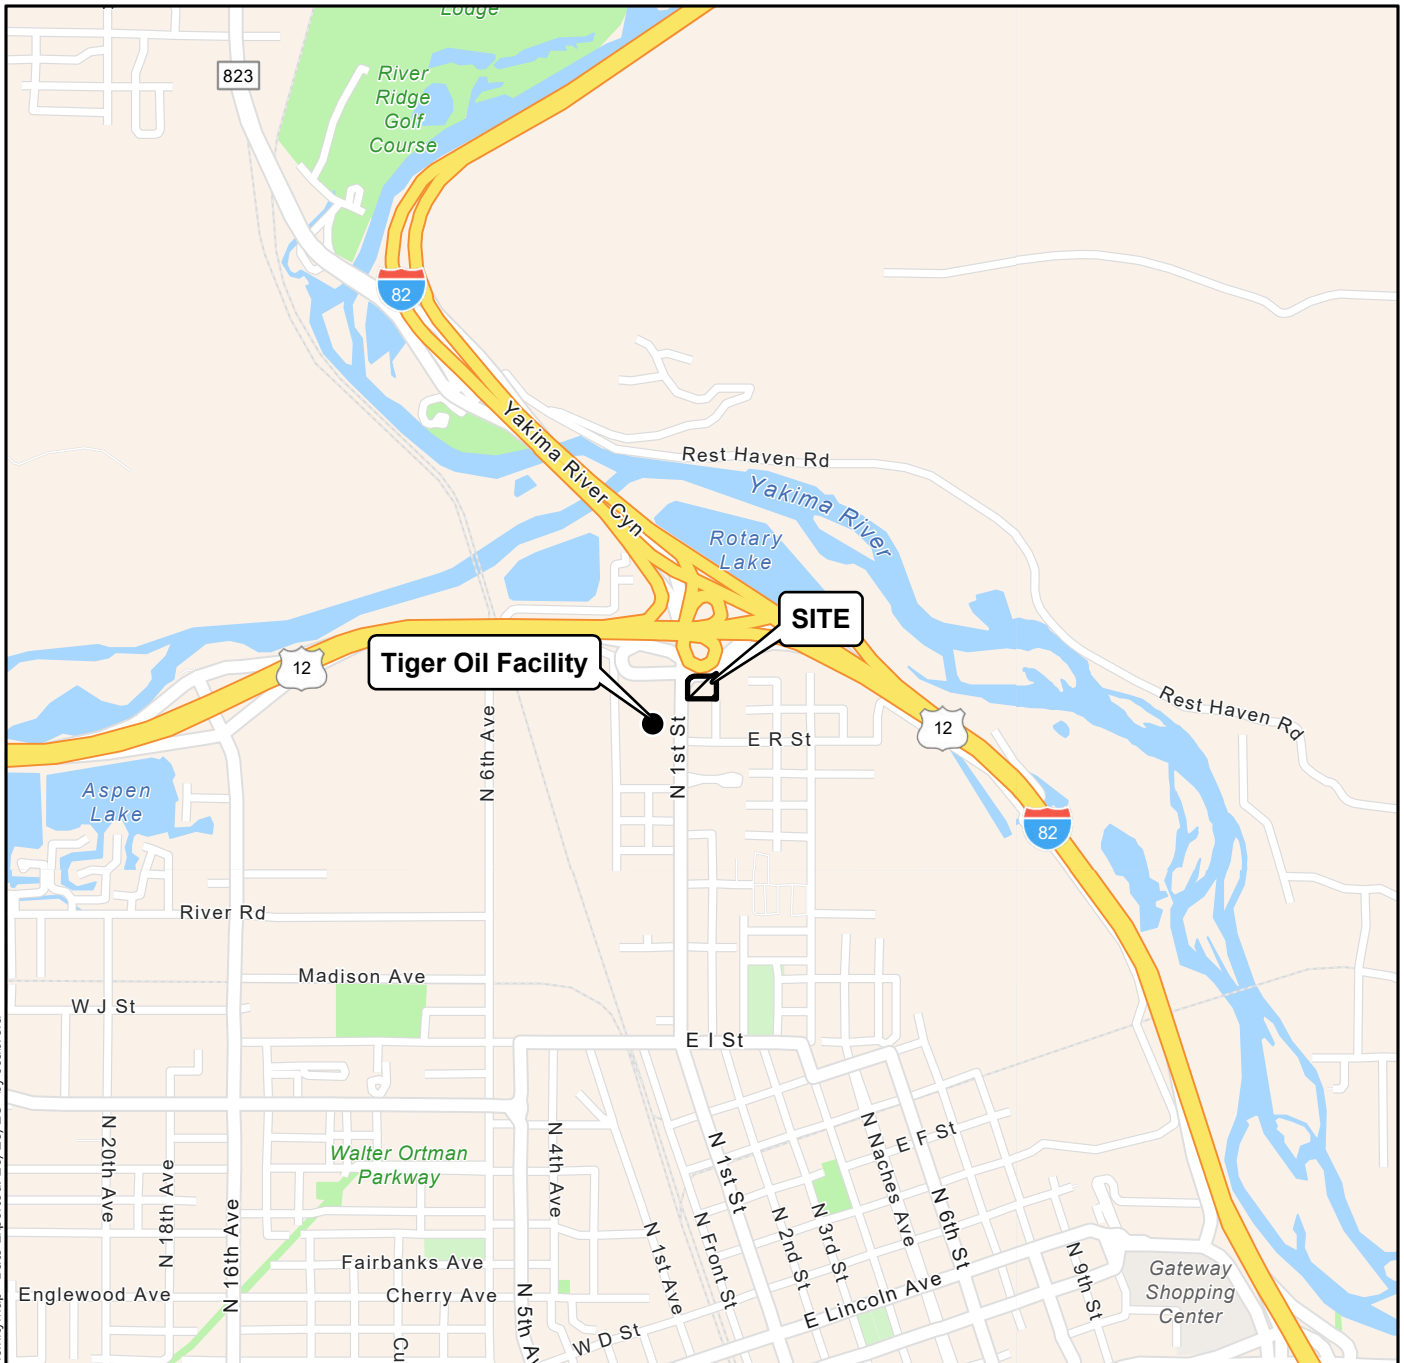 Lodge
823
River
Ridge
Golf
Course
82
Yakima River Cyn
Rest Haven Rd
Yakima River
Rotary
Lake
SITE
Tiger Oil Facility
12
N 6th Ave
N 1st St
E R St
12
Rest Haven Rd
Aspen
Lake
82
River Rd
Madison Ave
W J St
E I St
N 20th Ave
N 18th Ave
N 16th Ave
Walter Ortman
Parkway
N 4th Ave
N 1st St
N Naches Ave
E F St
N 6th St
N 1st Ave
N Front St
N 2nd St
N 3rd St
N 9th St
Fairbanks Ave
Englewood Ave
Cherry Ave
N 5th Av
E Lincoln Ave
Gateway
Shopping
Center
W D St
Cu